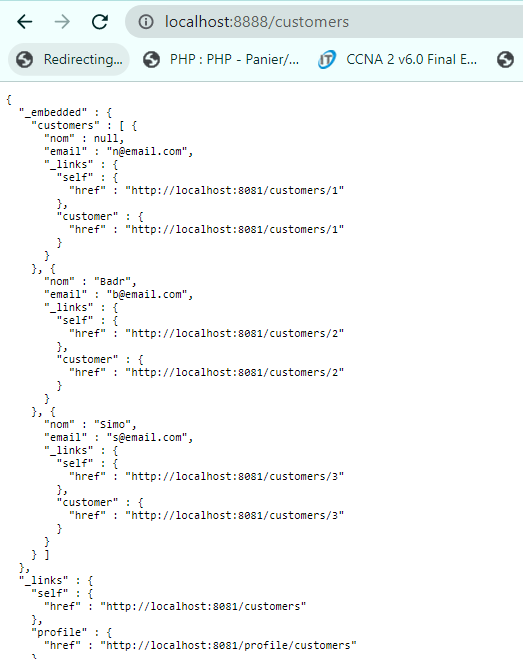 localhost:8888/customers
Redirecting... PHP : PHP - Panier/... IT CCNA 2 v6.0 Final E...
{
  "_embedded" : {
    "customers" : [ {
      "nom" : null,
      "email" : "n@email.com",
      "_links" : {
        "self" : {
          "href" : "http://localhost:8081/customers/1"
        },
        "customer" : {
          "href" : "http://localhost:8081/customers/1"
        }
      }
    }, {
      "nom" : "Badr",
      "email" : "b@email.com",
      "_links" : {
        "self" : {
          "href" : "http://localhost:8081/customers/2"
        },
        "customer" : {
          "href" : "http://localhost:8081/customers/2"
        }
      }
    }, {
      "nom" : "Simo",
      "email" : "s@email.com",
      "_links" : {
        "self" : {
          "href" : "http://localhost:8081/customers/3"
        },
        "customer" : {
          "href" : "http://localhost:8081/customers/3"
        }
      }
    } ]
  },
  "_links" : {
    "self" : {
      "href" : "http://localhost:8081/customers"
    },
    "profile" : {
      "href" : "http://localhost:8081/profile/customers"
    }